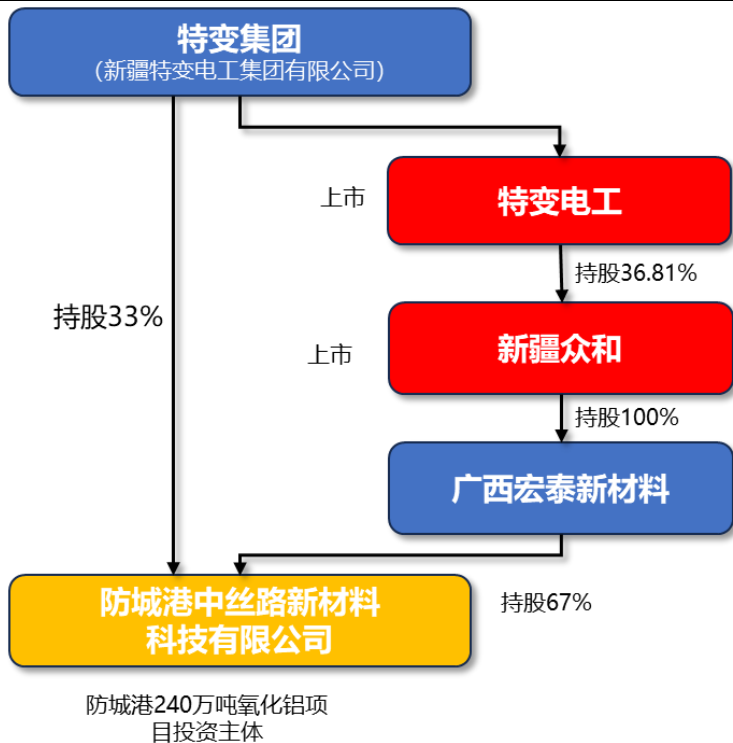 特变集团
（新疆特变电工集团有限公司）
上市
特变电工
持股36.81%
持股33%
上市
新疆众和
持股100%
广西宏泰新材料
防城港中丝路新材料
科技有限公司
持股67%
防城港240万吨氧化铝项
目投资主体